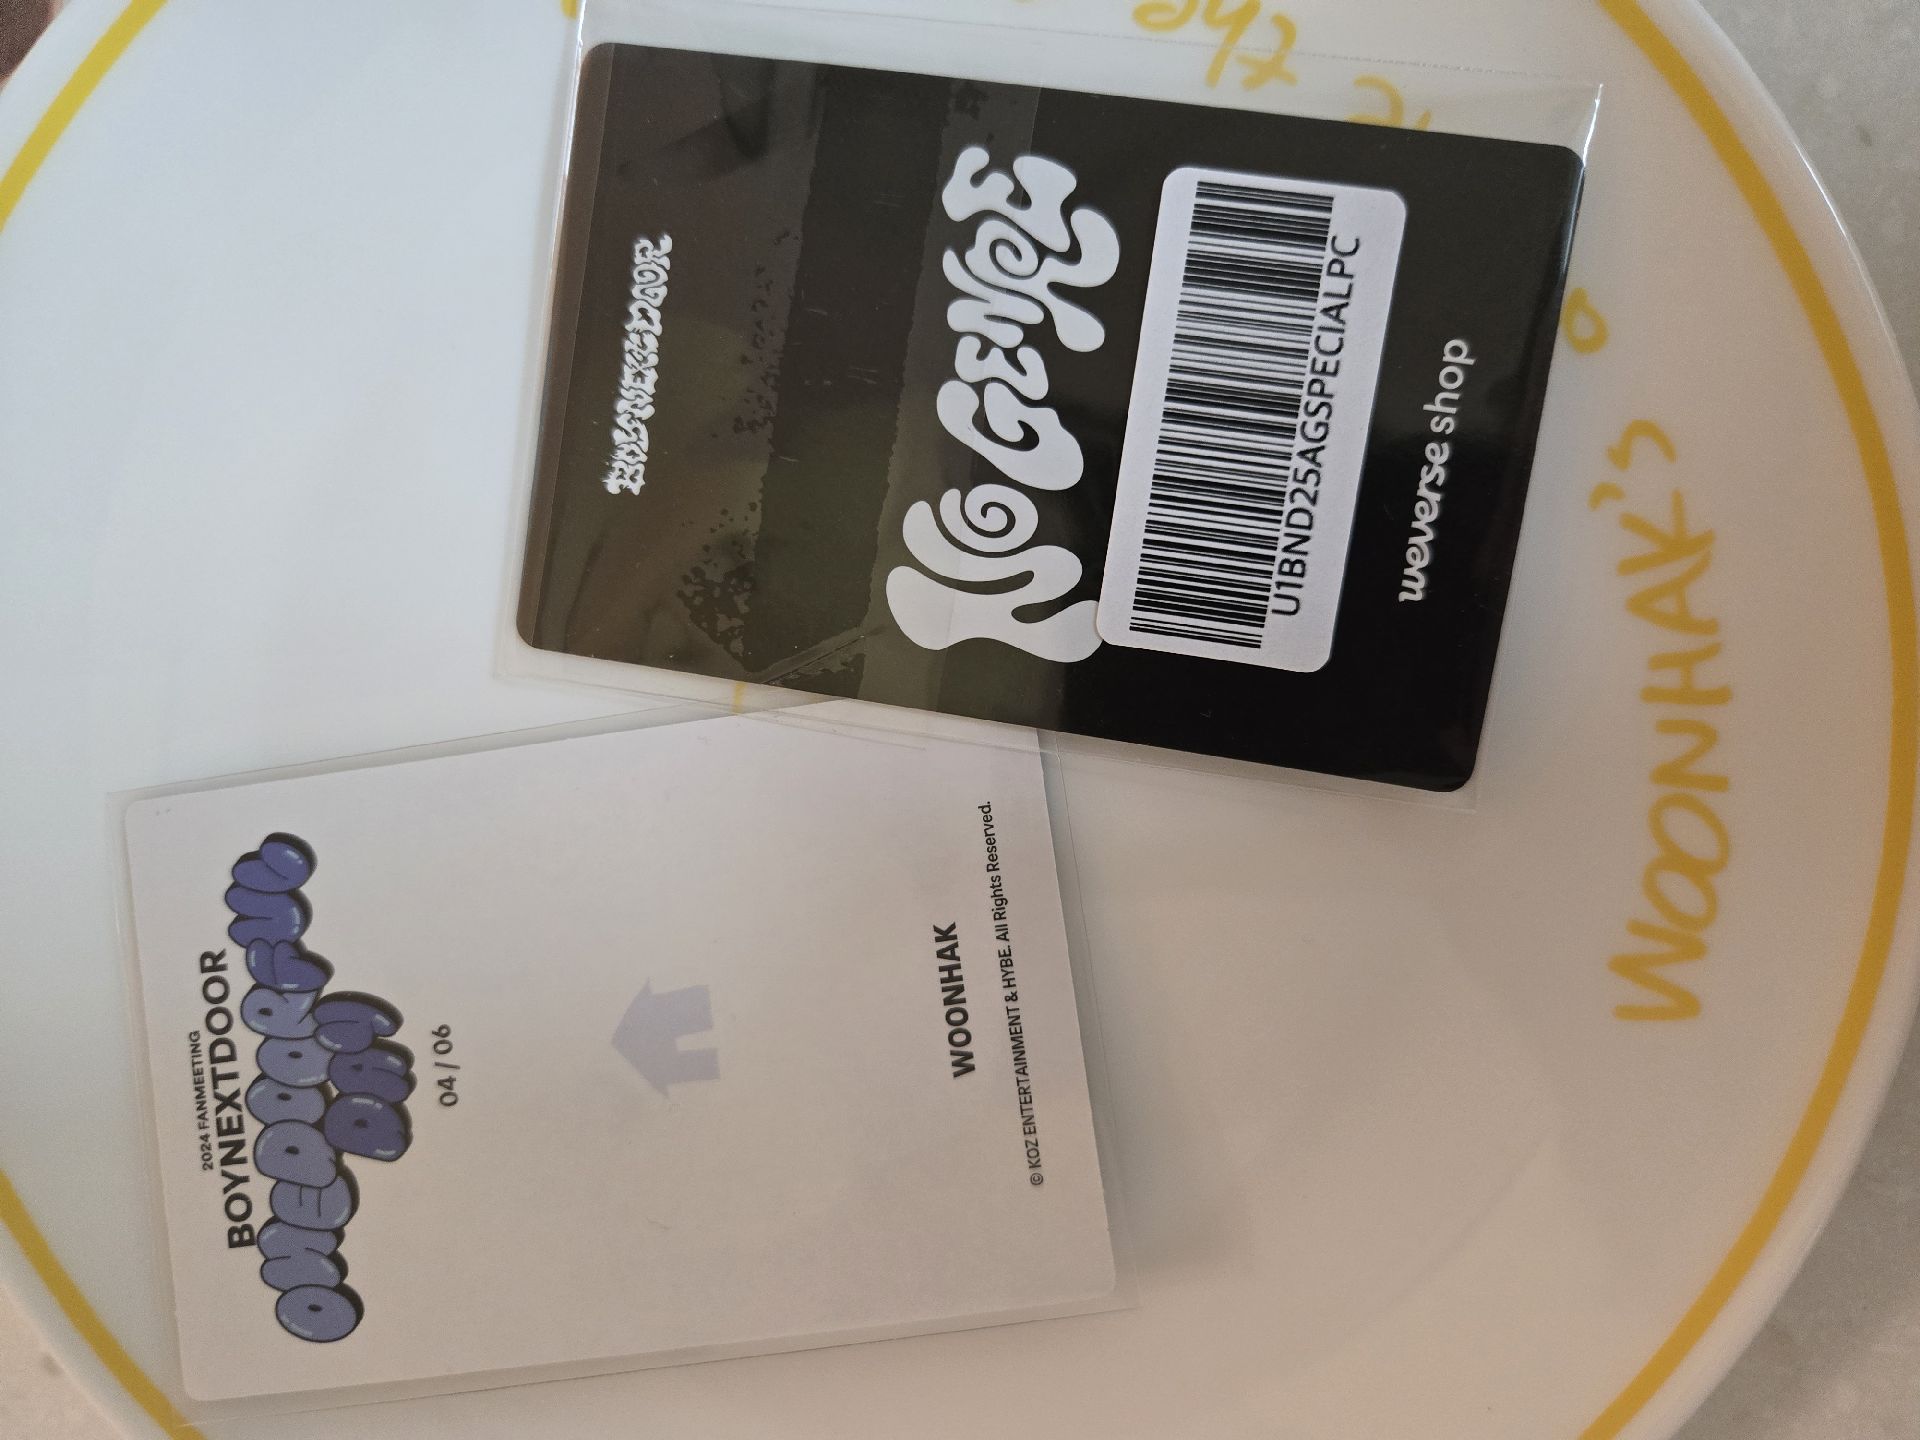 BOYNEXTDOOR
NO GENRE
U1BND25AGSPECIALPC
weverse shop
2024 FANMEETING
BOYNEXTDOOR
ONEDOORFUL
DAY
04 / 06
WOONHAK
© KOZ ENTERTAINMENT & HYBE. All Rights Reserved.
WOONHAK's
the